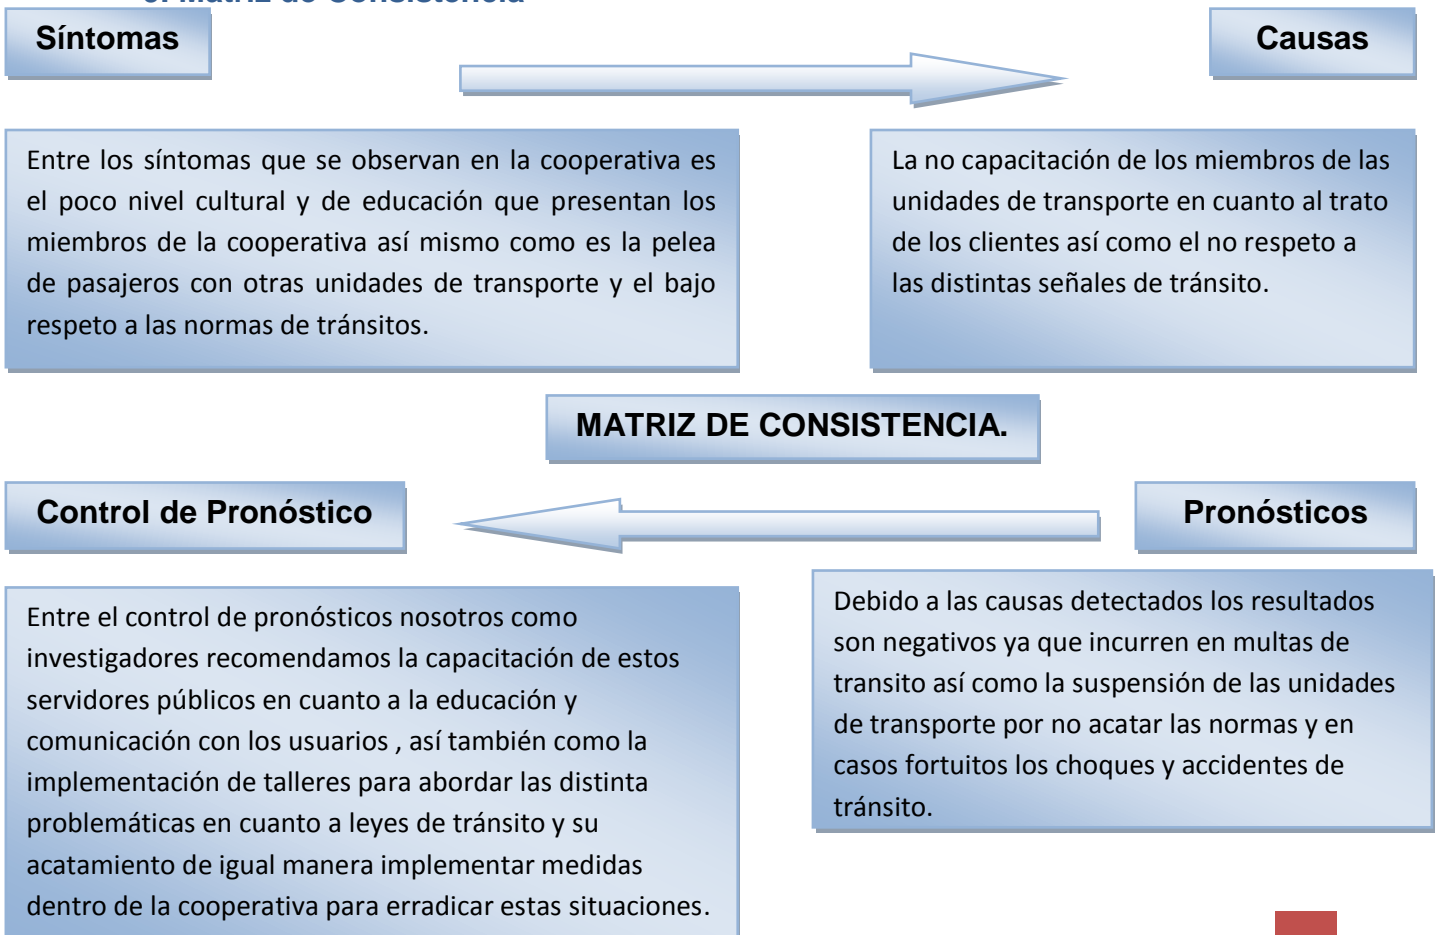 Matriz de Consistencia
Síntomas
Causas
Entre los síntomas que se observan en la cooperativa es
el poco nivel cultural y de educación que presentan los
miembros de la cooperativa así mismo como es la pelea
de pasajeros con otras unidades de transporte y el bajo
respeto a las normas de tránsitos.
La no capacitación de los miembros de las
unidades de transporte en cuanto al trato
de los clientes así como el no respeto a
las distintas señales de tránsito.
MATRIZ DE CONSISTENCIA.
Control de Pronóstico
Pronósticos
Entre el control de pronósticos nosotros como
investigadores recomendamos la capacitación de estos
servidores públicos en cuanto a la educación y
comunicación con los usuarios , así también como la
implementación de talleres para abordar las distinta
problemáticas en cuanto a leyes de tránsito y su
acatamiento de igual manera implementar medidas
dentro de la cooperativa para erradicar estas situaciones.
Debido a las causas detectados los resultados
son negativos ya que incurren en multas de
transito así como la suspensión de las unidades
de transporte por no acatar las normas y en
casos fortuitos los choques y accidentes de
tránsito.